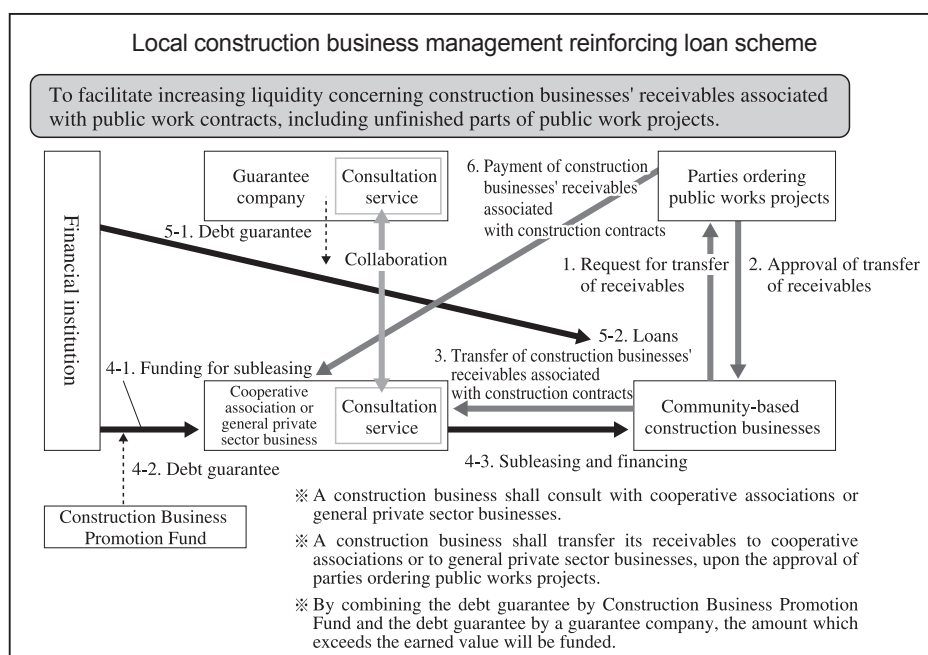 Local construction business management reinforcing loan scheme
To facilitate increasing liquidity concerning construction businesses' receivables associated
with public work contracts, including unfinished parts of public work projects.
Financial institution
Guarantee
company
Consultation
service
6. Payment of construction
businesses' receivables
associated
with construction contracts
Parties ordering
public works projects
5-1. Debt guarantee
Collaboration
1. Request for transfer
of receivables
2. Approval of transfer
of receivables
5-2. Loans
4-1. Funding for subleasing
3. Transfer of construction businesses'
receivables associated
with construction contracts
Cooperative
association or
general private
sector business
Consultation
service
Community-based
construction businesses
4-2. Debt guarantee
4-3. Subleasing and financing
Construction Business
Promotion Fund
※ A construction business shall consult with cooperative associations or
general private sector businesses.
※ A construction business shall transfer its receivables to cooperative
associations or to general private sector businesses, upon the approval of
parties ordering public works projects.
※ By combining the debt guarantee by Construction Business Promotion
Fund and the debt guarantee by a guarantee company, the amount which
exceeds the earned value will be funded.